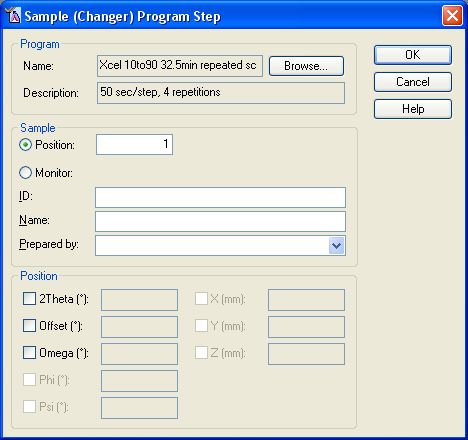 Sample (Changer) Program Step
Program
Name: Xcel 10to90 32.5min repeated sc Browse...
Description: 50 sec/step, 4 repetitions
OK
Cancel
Help
Sample
Position: 1
Monitor:
ID:
Name:
Prepared by:
Position
2Theta (°): X (mm):
Offset (°): Y (mm):
Omega (°): Z (mm):
Phi (°):
Psi (°):